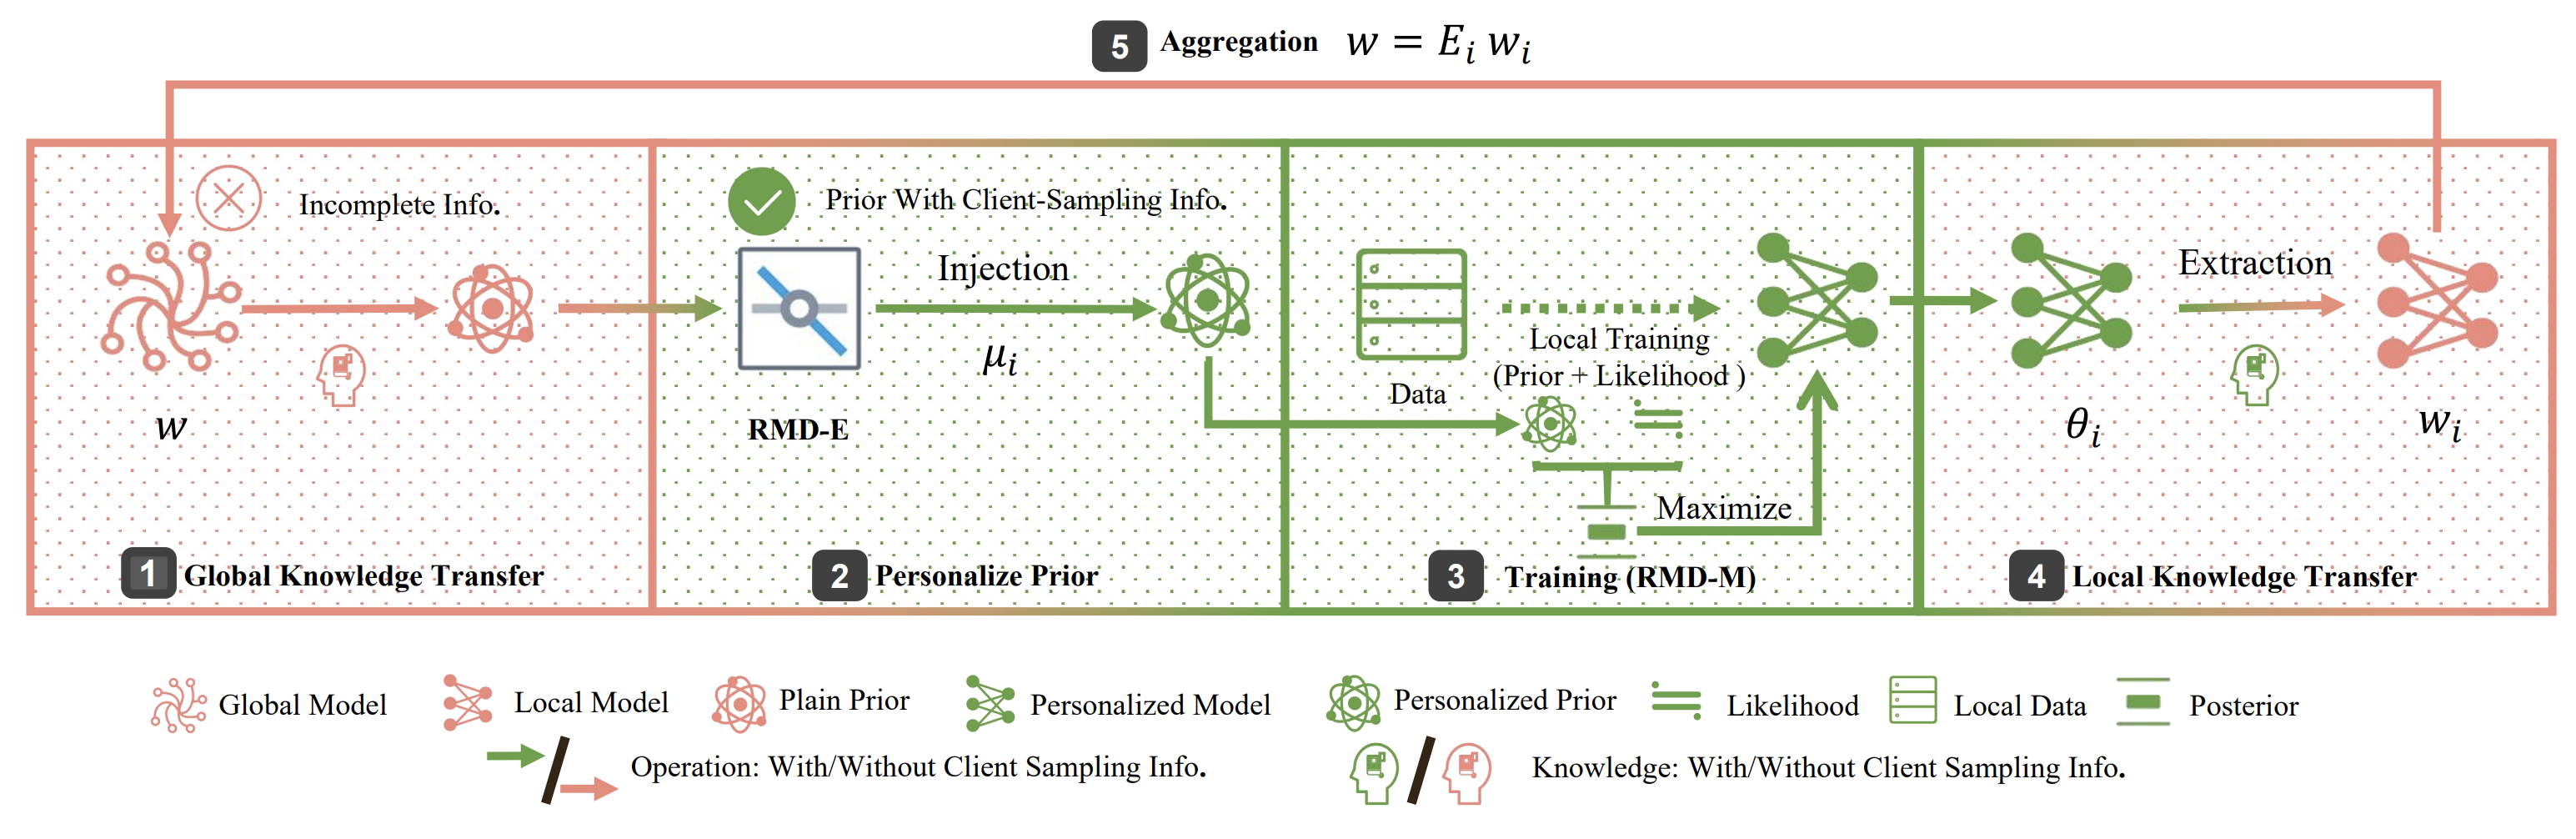 5 Aggregation w = E_i w_i
Incomplete Info.
w
1 Global Knowledge Transfer
Prior With Client-Sampling Info.
Injection
μ_i
RMD-E
2 Personalize Prior
Data
Local Training
(Prior + Likelihood )
Maximize
3 Training (RMD-M)
θ_i
Extraction
w_i
4 Local Knowledge Transfer
Global Model
Local Model
Plain Prior
Personalized Model
Personalized Prior
Likelihood
Local Data
Posterior
Operation: With/Without Client Sampling Info.
Knowledge: With/Without Client Sampling Info.